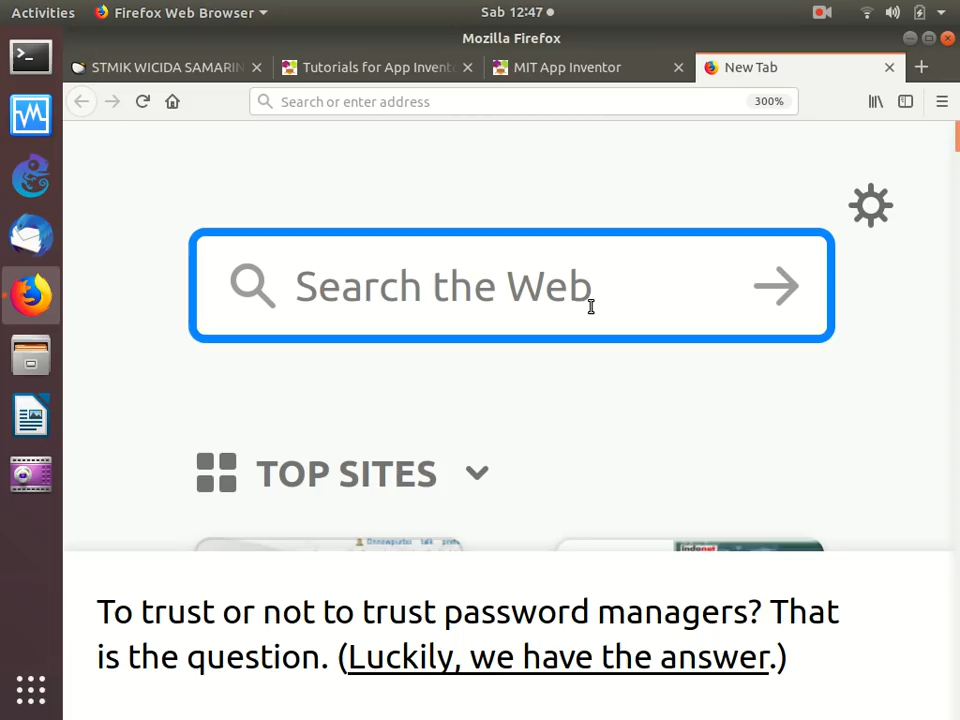 Activities
Firefox Web Browser
Sab 12:47
Mozilla Firefox
STMIK WICIDA SAMARIN
Tutorials for App Invento
MIT App Inventor
New Tab
Search or enter address
300%
Search the Web
TOP SITES
indonet
To trust or not to trust password managers? That
is the question. (Luckily, we have the answer.)